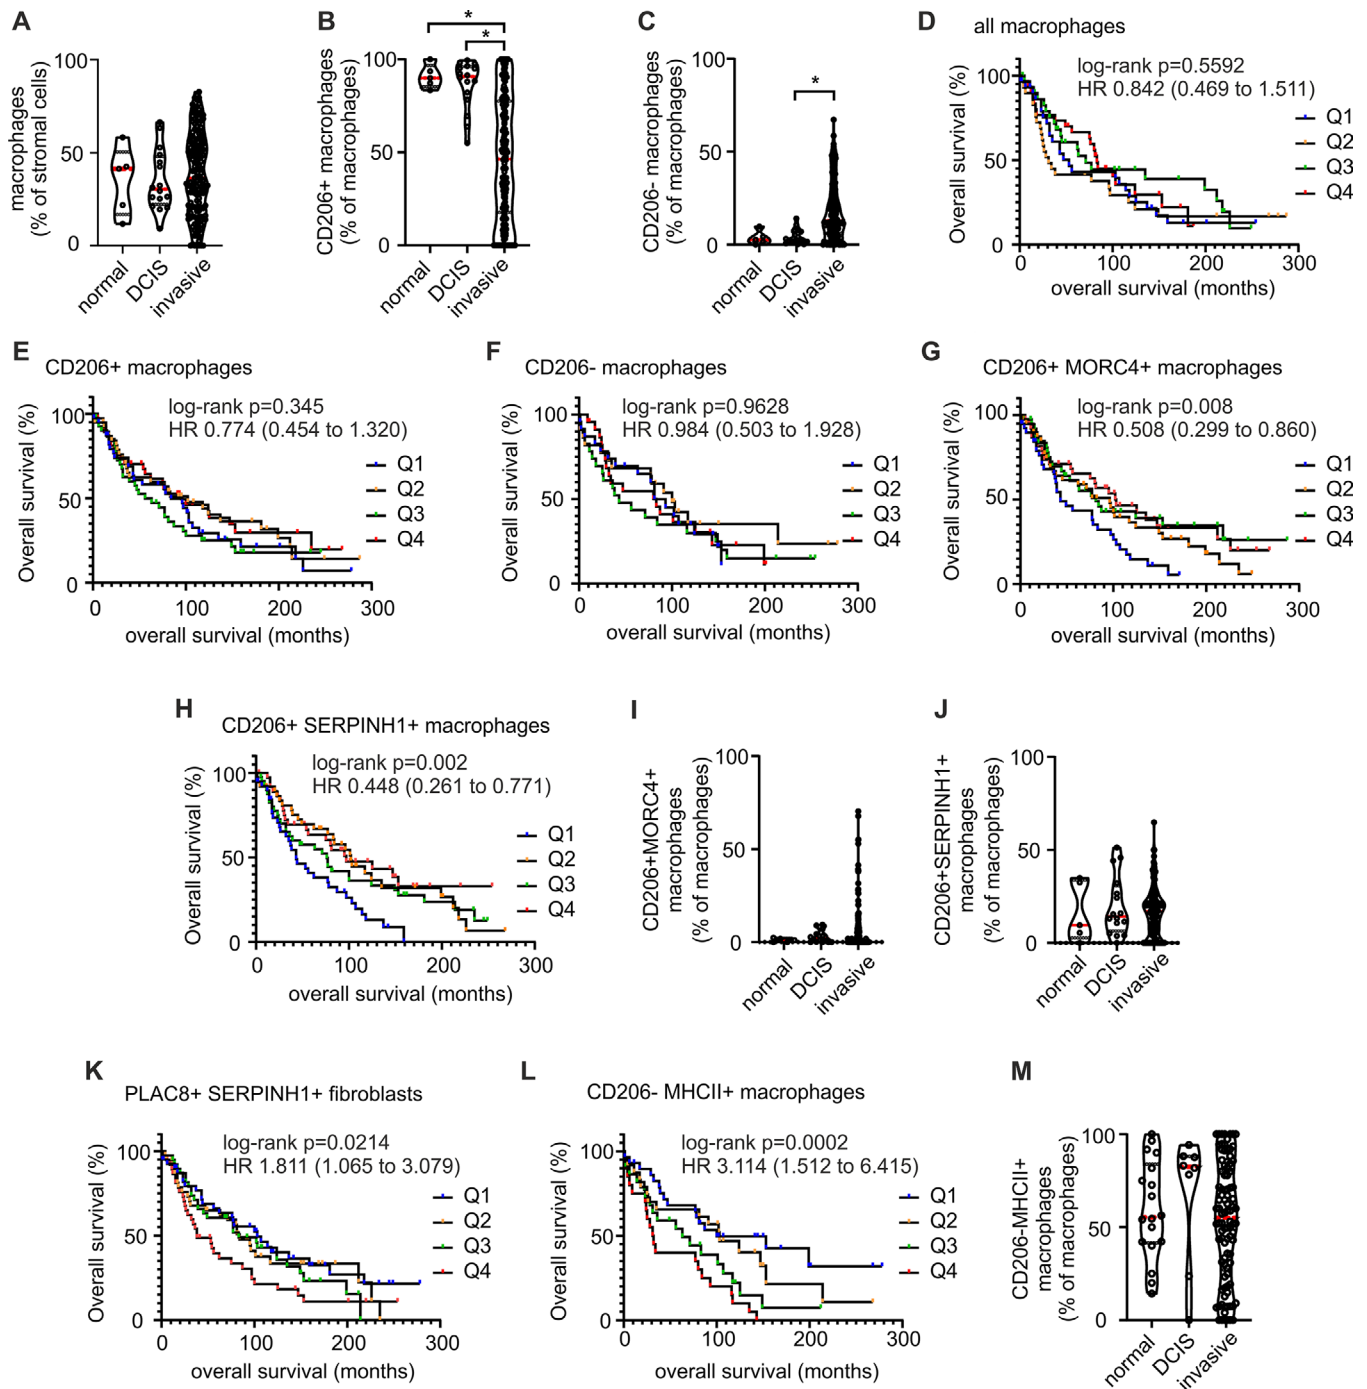 A
macrophages
(% of stromal cells)
100
50
0
normal
DCIS
invasive
B
CD206+ macrophages
(% of macrophages)
100
50
0
*
*
normal
DCIS
invasive
C
CD206- macrophages
(% of macrophages)
100
50
0
*
normal
DCIS
invasive
D
all macrophages
log-rank p=0.5592
HR 0.842 (0.469 to 1.511)
Overall survival (%)
100
50
0
0 100 200 300
overall survival (months)
Q1
Q2
Q3
Q4
E
CD206+ macrophages
log-rank p=0.345
HR 0.774 (0.454 to 1.320)
Overall survival (%)
100
50
0
0 100 200 300
overall survival (months)
Q1
Q2
Q3
Q4
F
CD206- macrophages
log-rank p=0.9628
HR 0.984 (0.503 to 1.928)
Overall survival (%)
100
50
0
0 100 200 300
overall survival (months)
Q1
Q2
Q3
Q4
G
CD206+ MORC4+ macrophages
log-rank p=0.008
HR 0.508 (0.299 to 0.860)
Overall survival (%)
100
50
0
0 100 200 300
overall survival (months)
Q1
Q2
Q3
Q4
H
CD206+ SERPINH1+ macrophages
log-rank p=0.002
HR 0.448 (0.261 to 0.771)
Overall survival (%)
100
50
0
0 100 200 300
overall survival (months)
Q1
Q2
Q3
Q4
I
CD206+MORC4+
macrophages
(% of macrophages)
100
50
0
normal
DCIS
invasive
J
CD206+SERPINH1+
macrophages
(% of macrophages)
100
50
0
normal
DCIS
invasive
K
PLAC8+ SERPINH1+ fibroblasts
log-rank p=0.0214
HR 1.811 (1.065 to 3.079)
Overall survival (%)
100
50
0
0 100 200 300
overall survival (months)
Q1
Q2
Q3
Q4
L
CD206- MHCII+ macrophages
log-rank p=0.0002
HR 3.114 (1.512 to 6.415)
Overall survival (%)
100
50
0
0 100 200 300
overall survival (months)
Q1
Q2
Q3
Q4
M
CD206-MHCII+
macrophages
(% of macrophages)
100
50
0
normal
DCIS
invasive